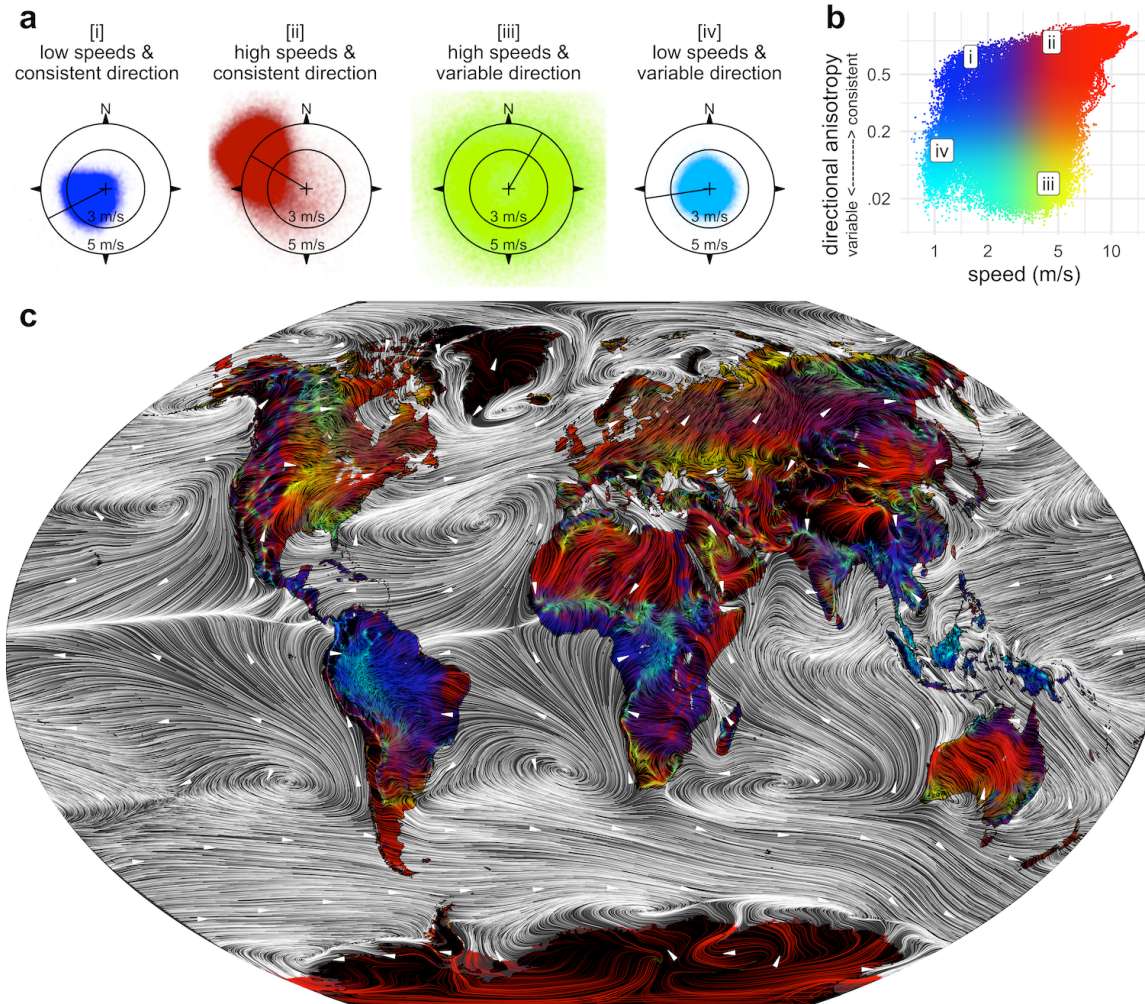 a
[i]
low speeds &
consistent direction
[ii]
high speeds &
consistent direction
[iii]
high speeds &
variable direction
[iv]
low speeds &
variable direction
N
3 m/s
5 m/s
N
3 m/s
5 m/s
3 m/s
5 m/s
N
3 m/s
5 m/s
N
b
directional anisotropy
variable <---------> consistent
0.5
0.2
.02
i
ii
iv
iii
1
2
5
10
speed (m/s)
c